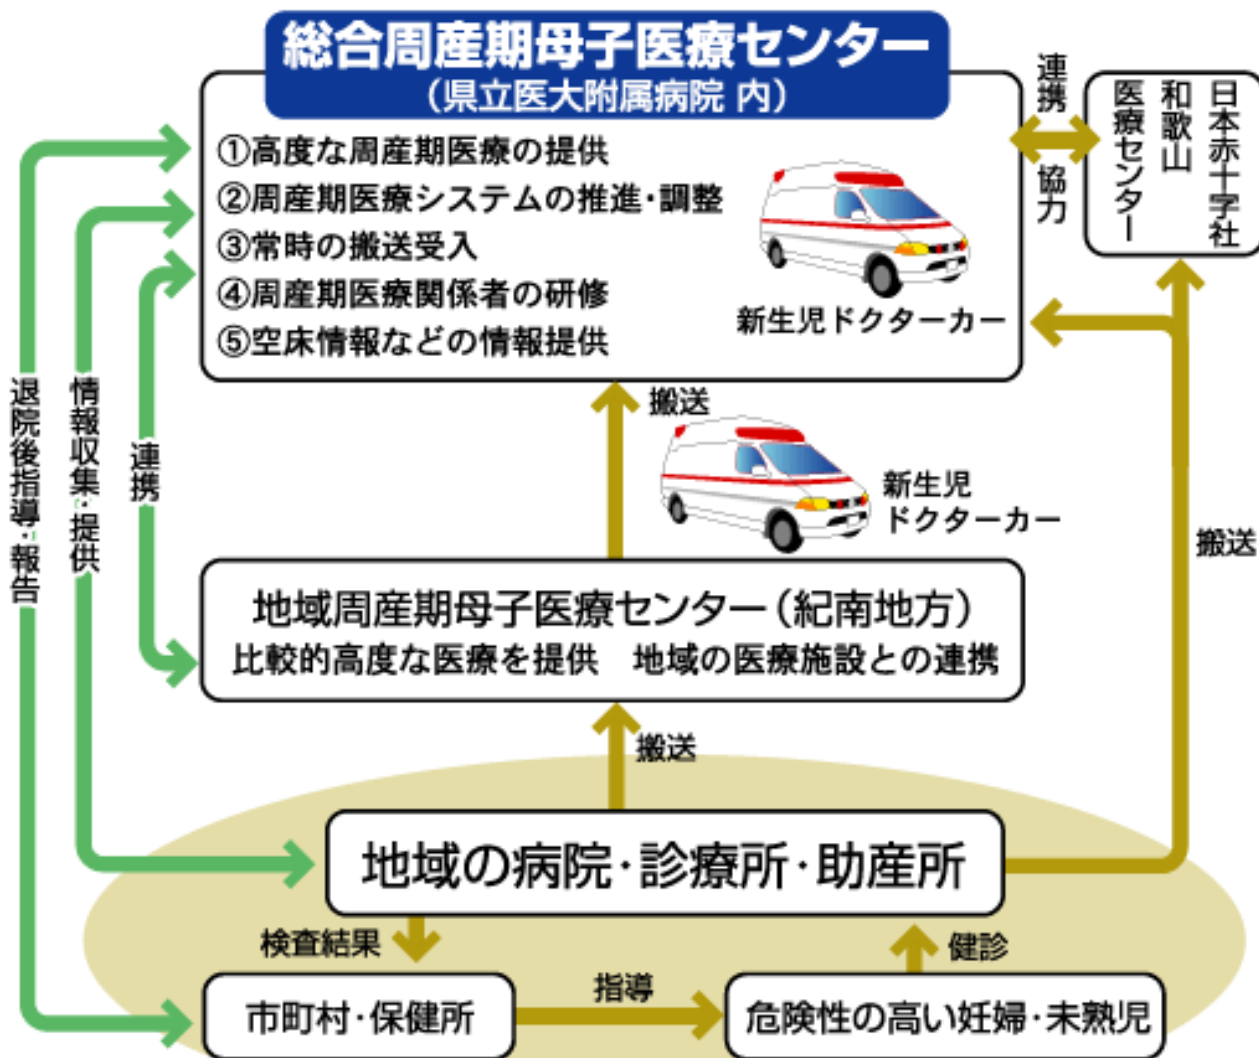 総合周産期母子医療センター
（県立医大附属病院 内）
①高度な周産期医療の提供
②周産期医療システムの推進・調整
③常時の搬送受入
④周産期医療関係者の研修
⑤空床情報などの情報提供
新生児ドクターカー
連携
協力
日本赤十字社
和歌山
医療センター
退院後指導・報告
情報収集・提供
連携
搬送
新生児
ドクターカー
搬送
地域周産期母子医療センター（紀南地方）
比較的高度な医療を提供　地域の医療施設との連携
搬送
地域の病院・診療所・助産所
検査結果
健診
市町村・保健所
指導
危険性の高い妊婦・未熟児